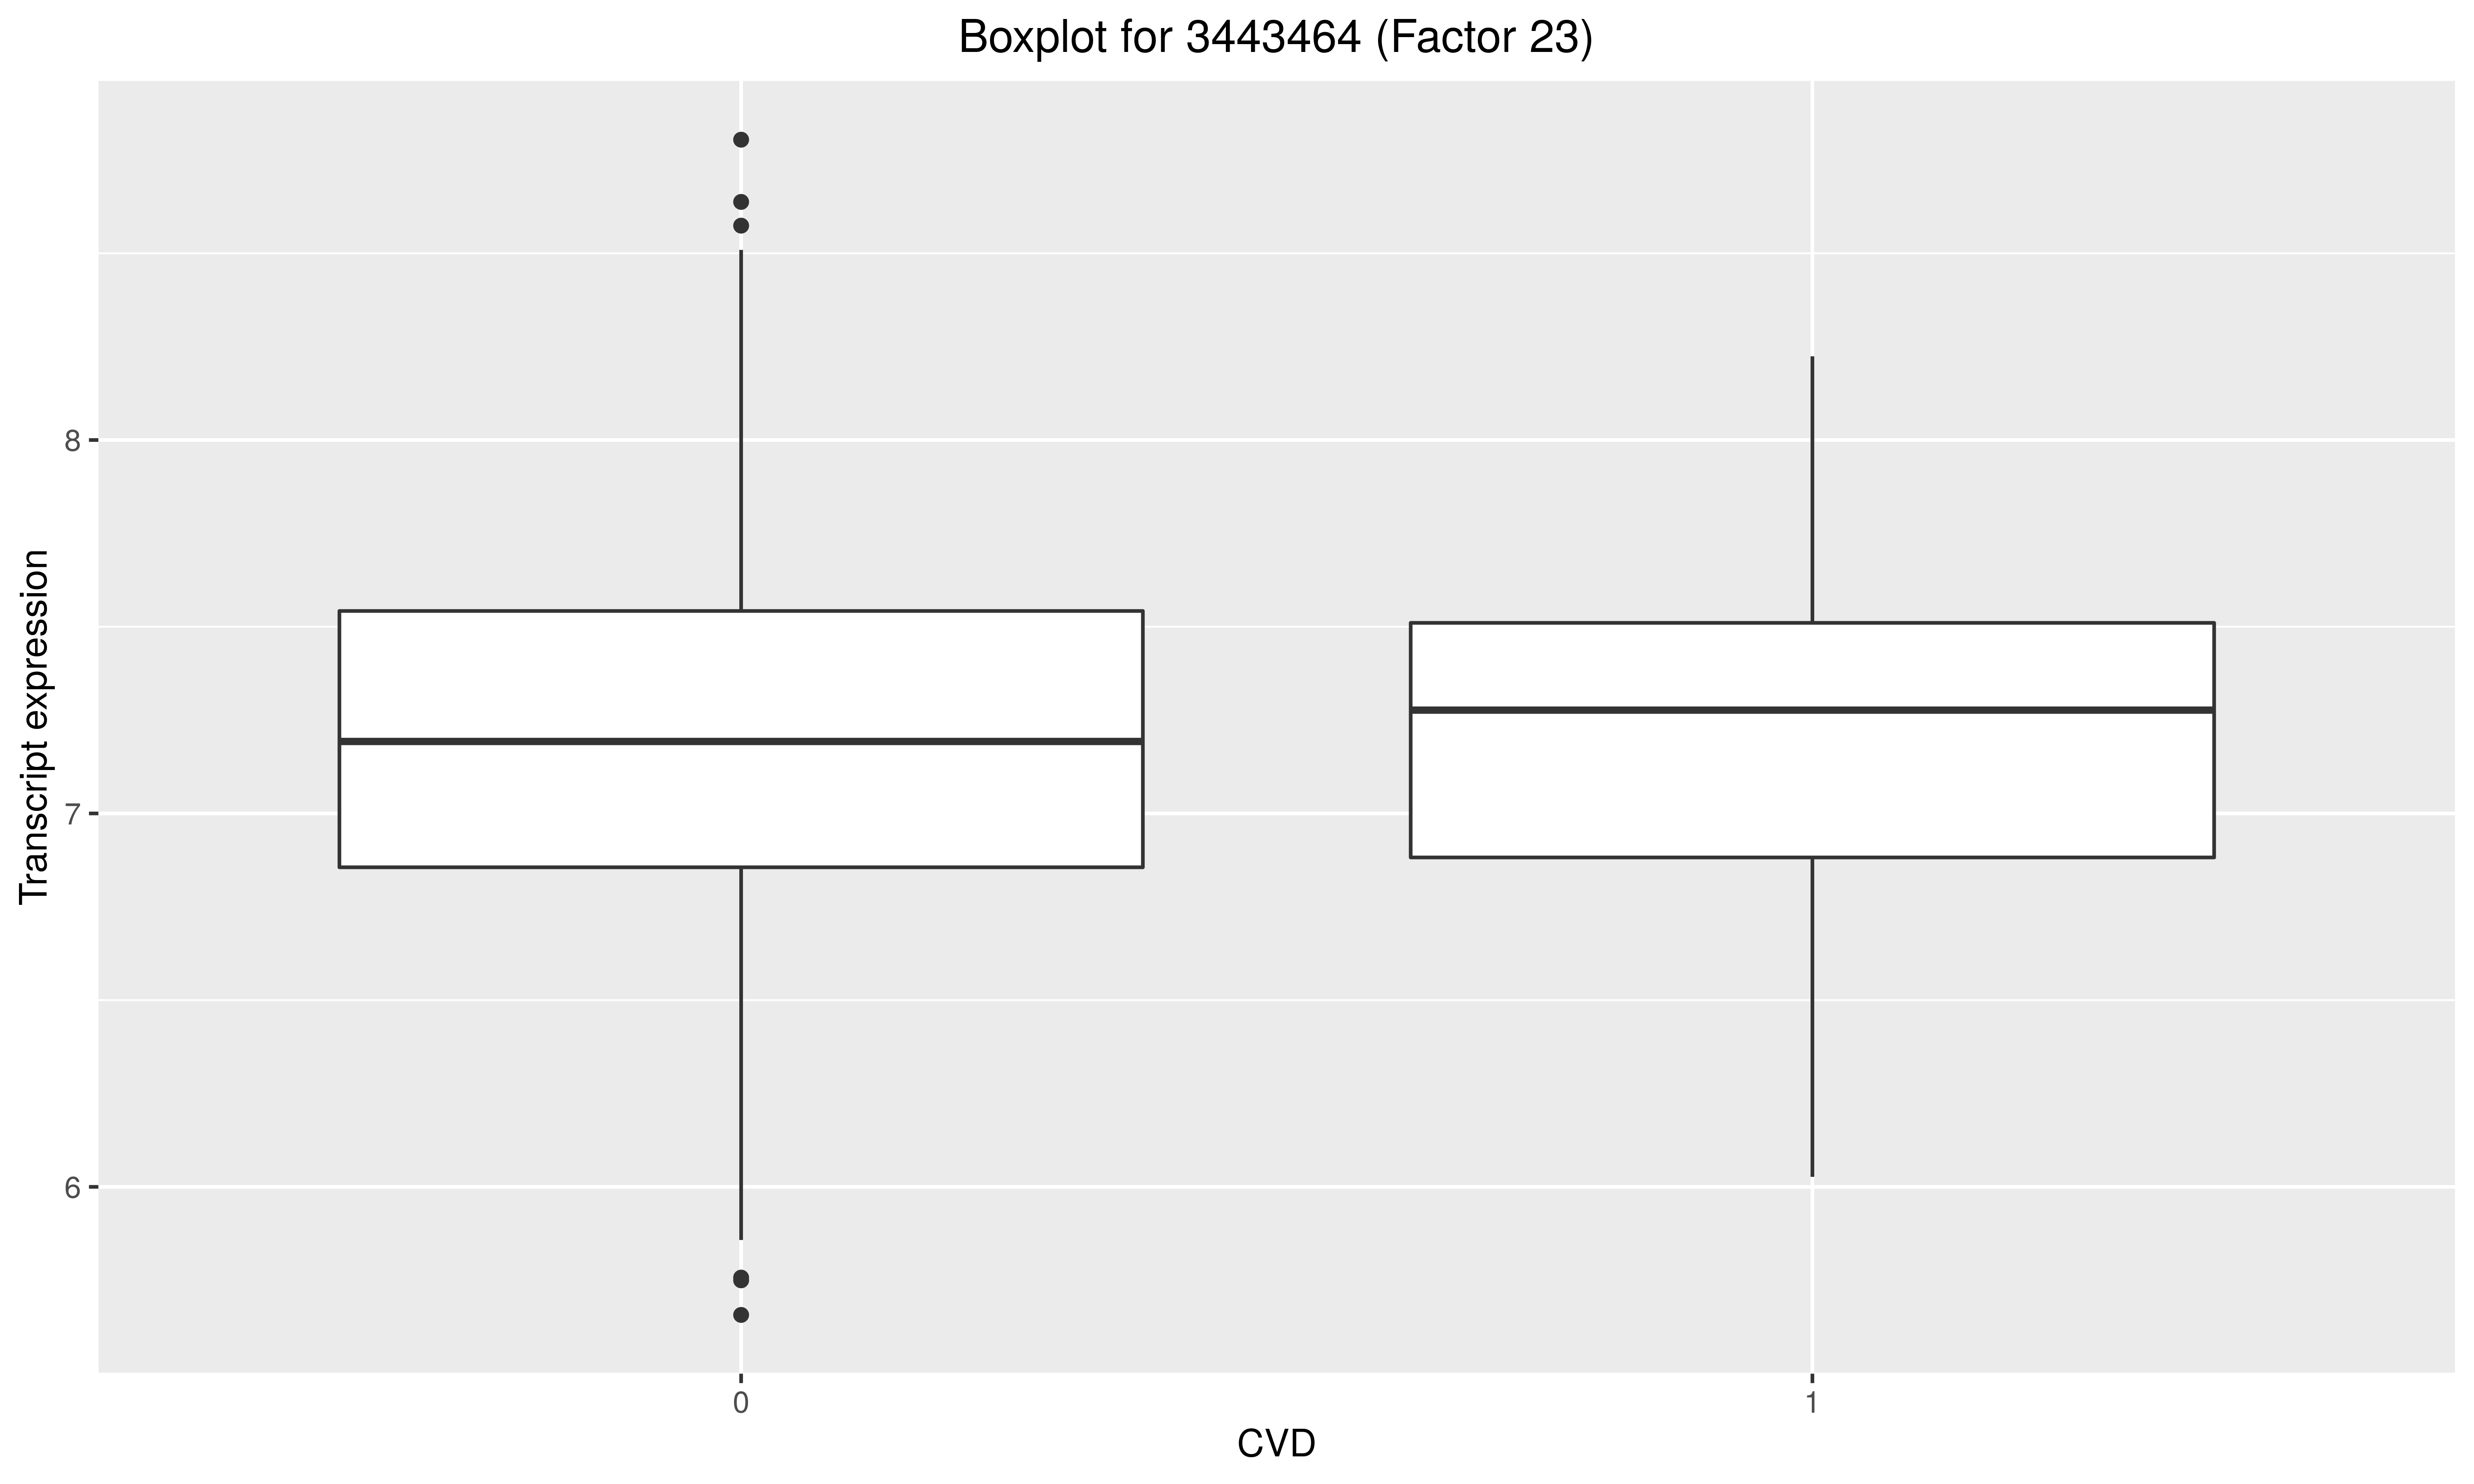 Boxplot for 3443464 (Factor 23)
Transcript expression
8
7
6
0
1
CVD